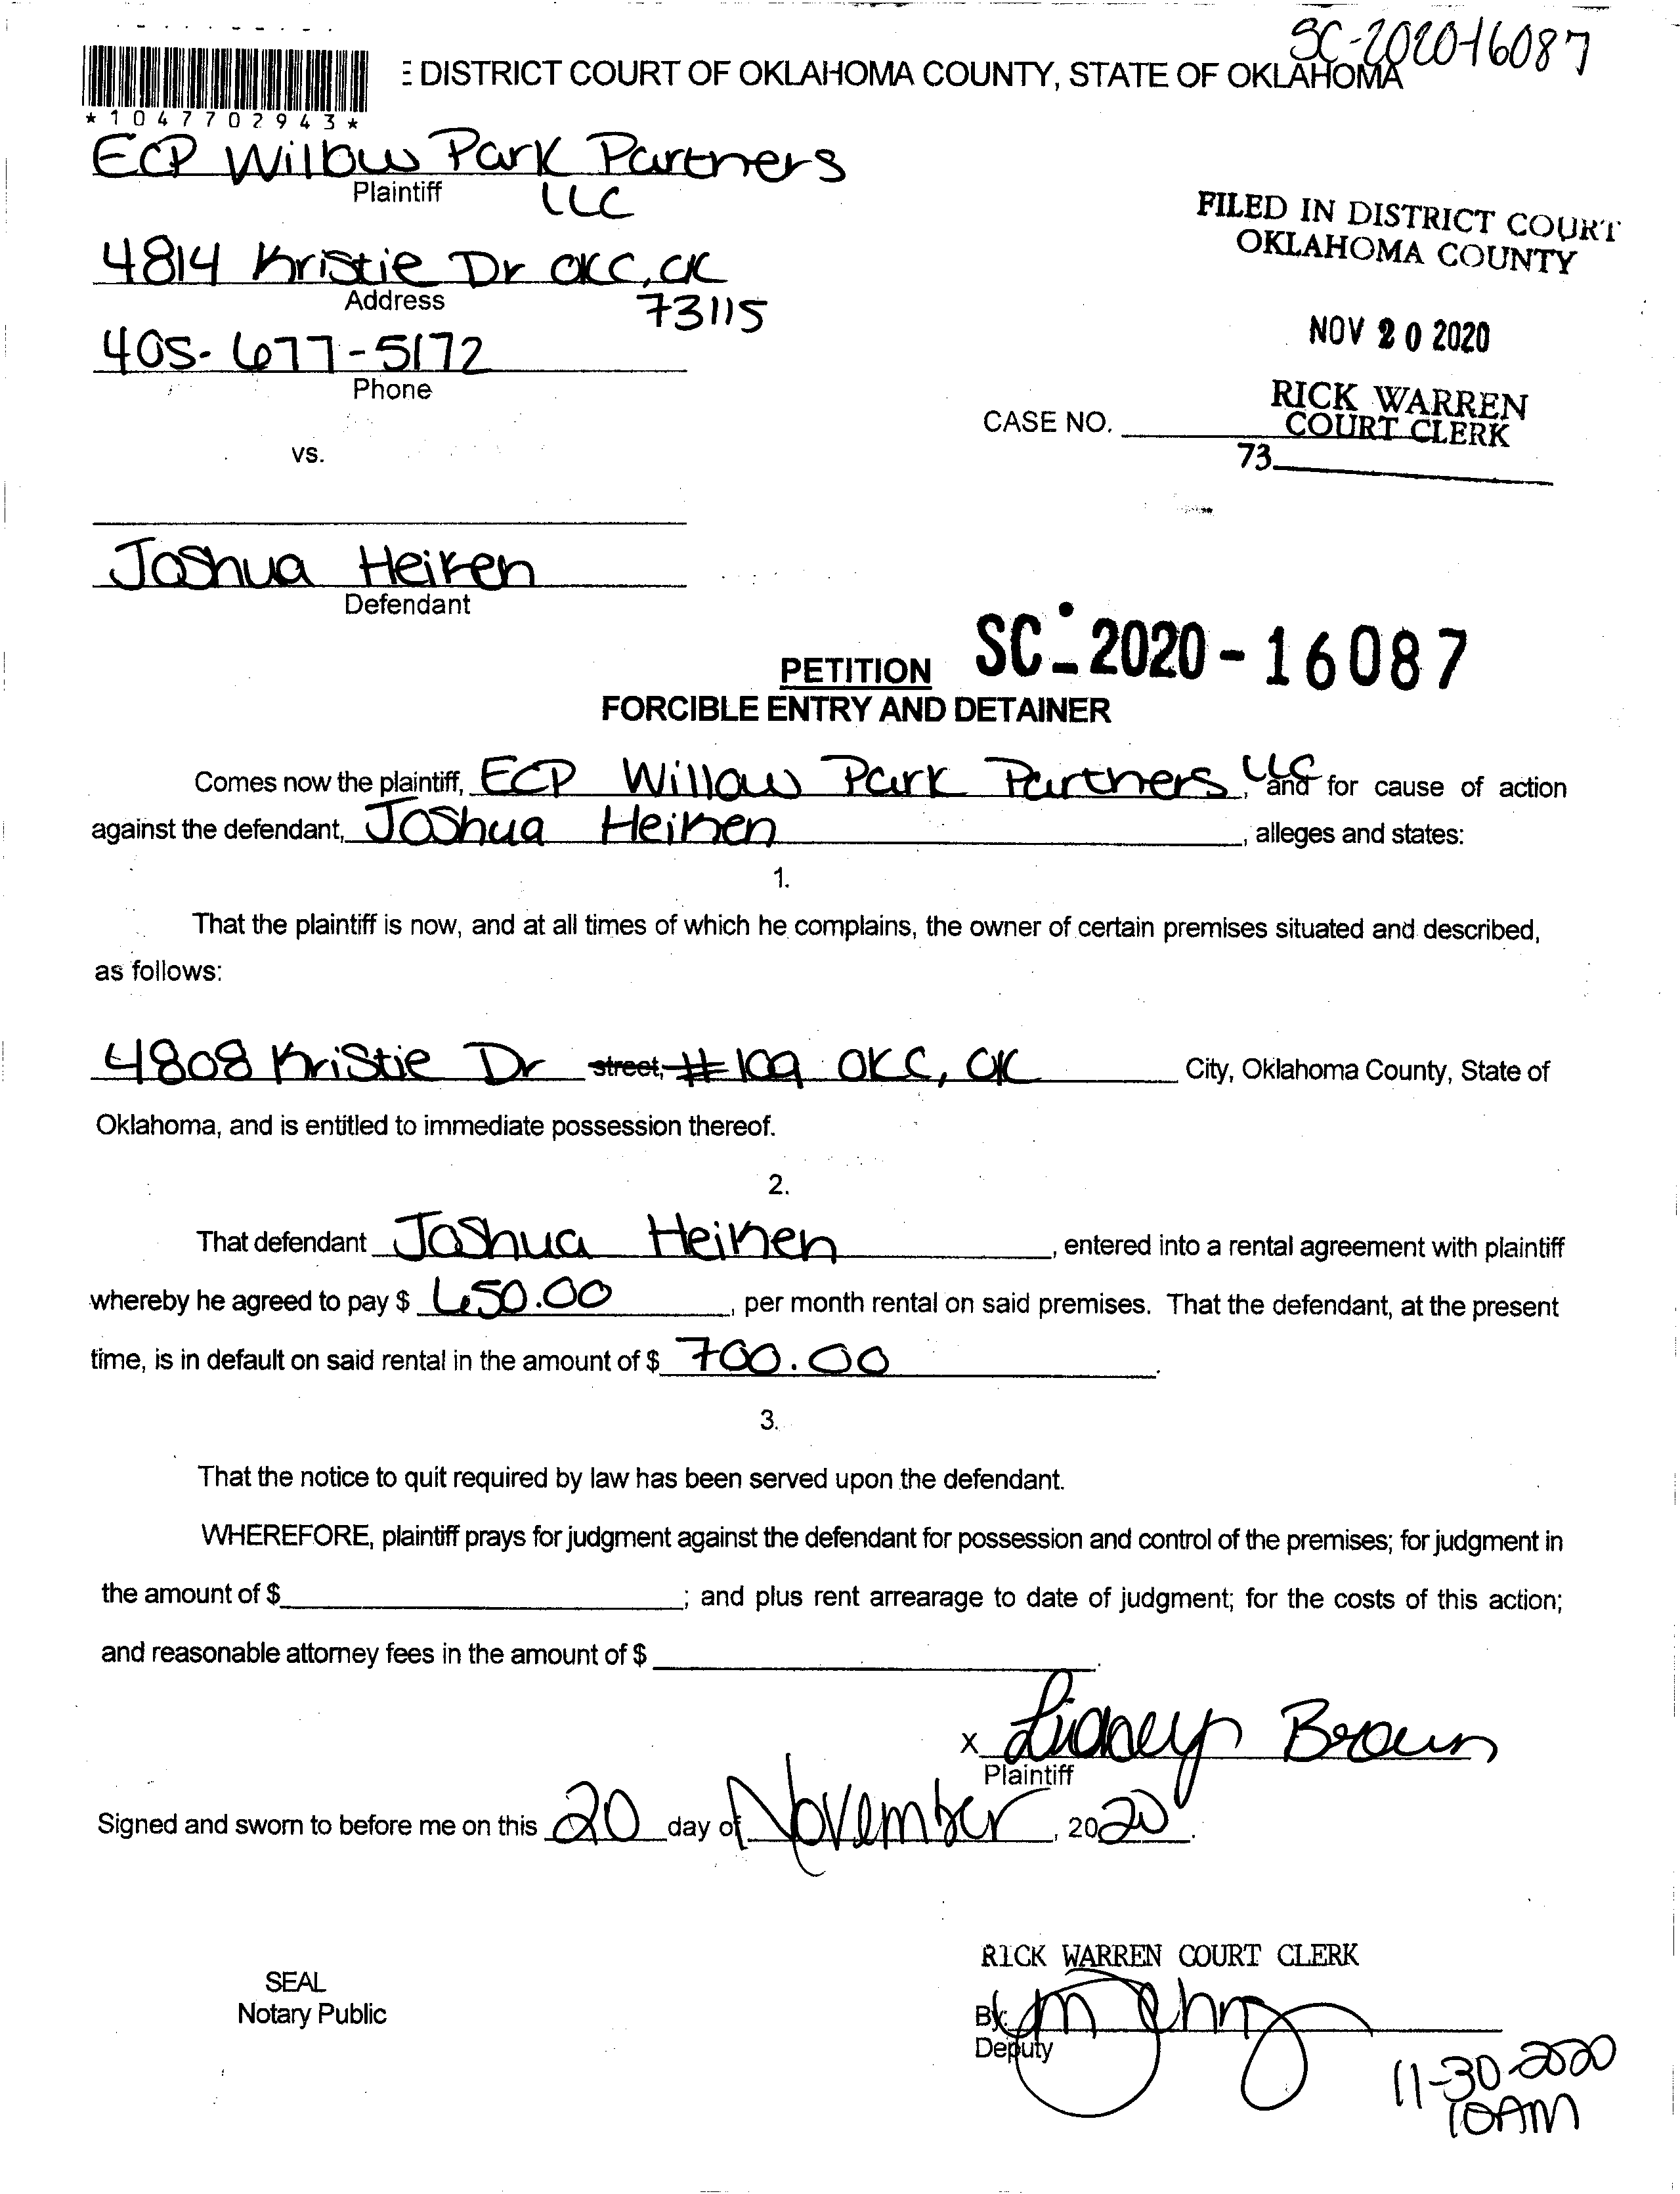 SC-2020-16087
DISTRICT COURT OF OKLAHOMA COUNTY, STATE OF OKLAHOMA
*1047702943*
ECP Willow Park Partners
Plaintiff LLC
FILED IN DISTRICT COURT
OKLAHOMA COUNTY
4814 Kristie Dr OKC, OK
Address 73115
NOV 20 2020
405-677-5172
Phone
RICK WARREN
COURT CLERK
CASE NO.
73
vs.
Joshua Heiken
Defendant
SC-2020-16087
PETITION
FORCIBLE ENTRY AND DETAINER
Comes now the plaintiff, ECP Willow Park Partners, LLC and for cause of action
against the defendant, Joshua Heiken, alleges and states:
1.
That the plaintiff is now, and at all times of which he complains, the owner of certain premises situated and described,
as follows:
4808 Kristie Dr street, #109 OKC, OK City, Oklahoma County, State of
Oklahoma, and is entitled to immediate possession thereof.
2.
That defendant Joshua Heiken, entered into a rental agreement with plaintiff
whereby he agreed to pay $ 650.00, per month rental on said premises. That the defendant, at the present
time, is in default on said rental in the amount of $ 700.00.
3.
That the notice to quit required by law has been served upon the defendant.
WHEREFORE, plaintiff prays for judgment against the defendant for possession and control of the premises; for judgment in
the amount of $ ; and plus rent arrearage to date of judgment; for the costs of this action;
and reasonable attorney fees in the amount of $ .
x Brown
Plaintiff
Signed and sworn to before me on this 20 day of November, 2020.
RICK WARREN COURT CLERK
SEAL
Notary Public
By:
Deputy
11-30-2020
10AM